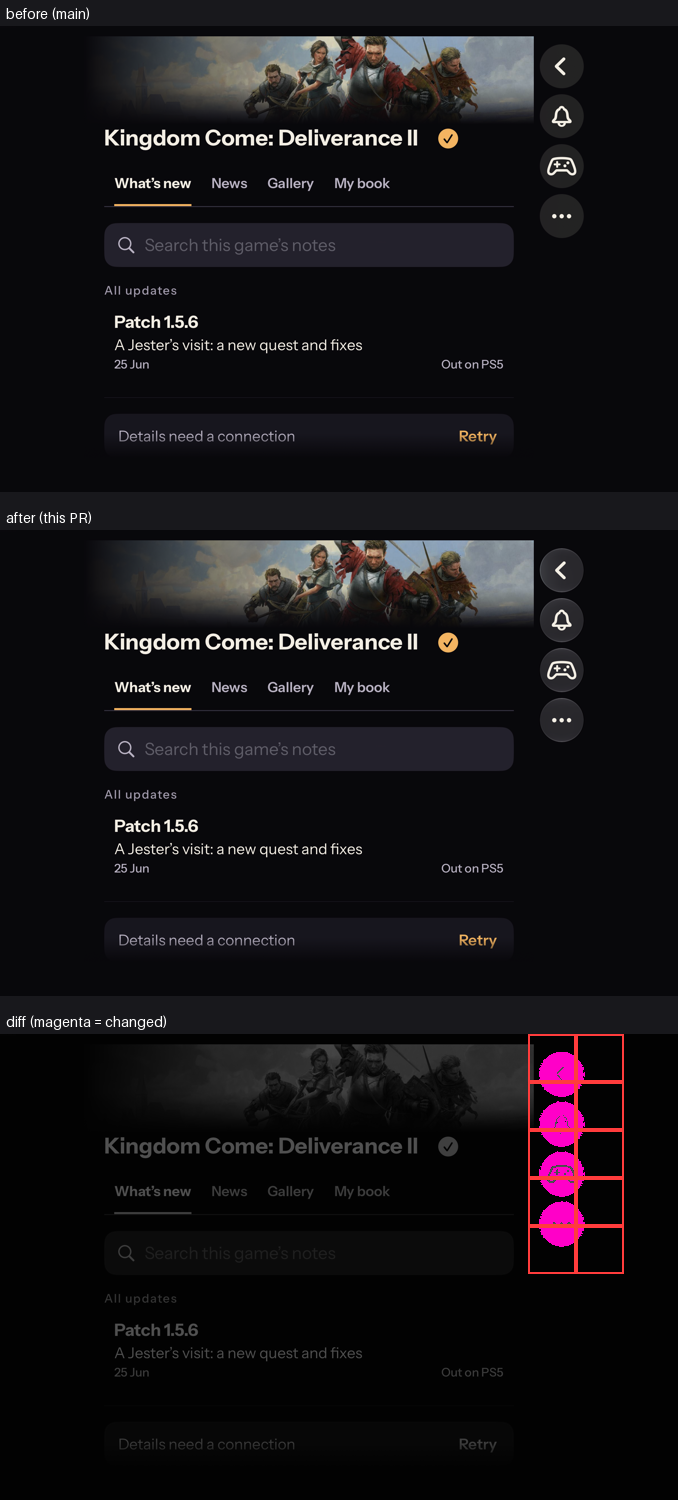 before (main)
Kingdom Come: Deliverance II
What's new News Gallery My book
Search this game's notes
All updates
Patch 1.5.6
A Jester's visit: a new quest and fixes
25 Jun Out on PS5
Details need a connection Retry
after (this PR)
Kingdom Come: Deliverance II
What's new News Gallery My book
Search this game's notes
All updates
Patch 1.5.6
A Jester's visit: a new quest and fixes
25 Jun Out on PS5
Details need a connection Retry
diff (magenta = changed)
Kingdom Come: Deliverance II
What's new News Gallery My book
Search this game's notes
All updates
Patch 1.5.6
A Jester's visit: a new quest and fixes
25 Jun Out on PS5
Details need a connection Retry